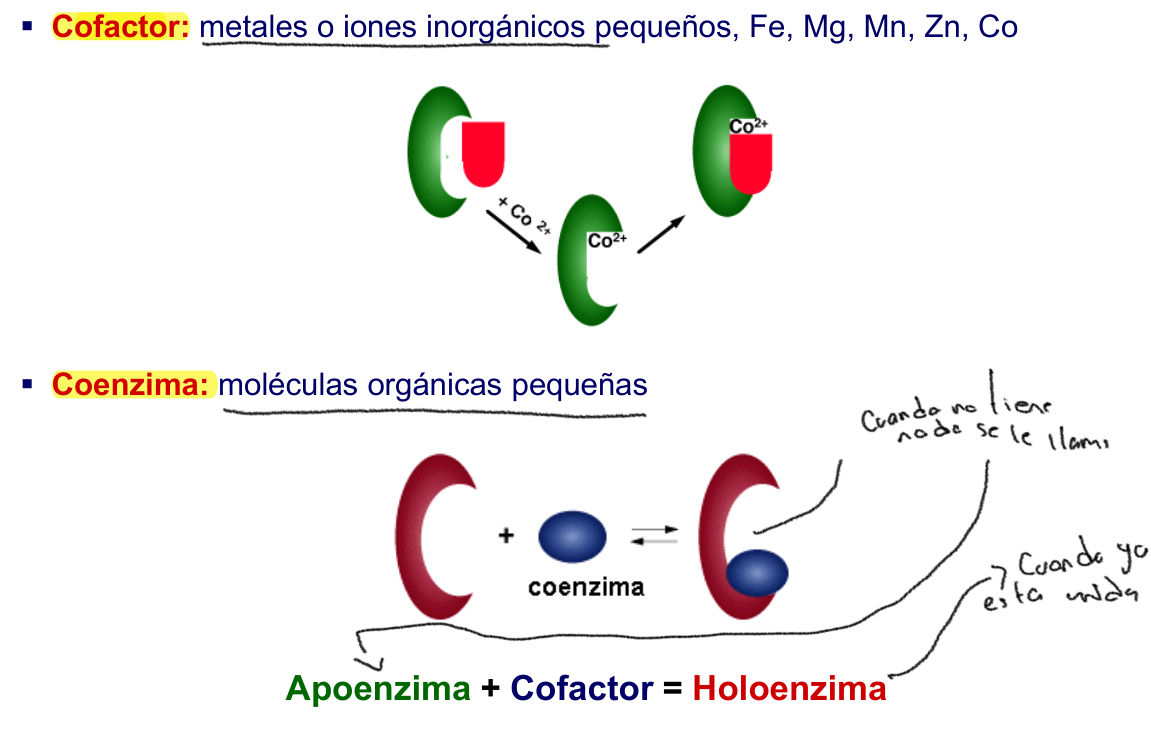 ▪ Cofactor: metales o iones inorgánicos pequeños, Fe, Mg, Mn, Zn, Co
Co²⁺
+ Co ²⁺
Co²⁺
▪ Coenzima: moléculas orgánicas pequeñas
Cuando no tiene
nada se le llama
+
coenzima
Cuando ya
esta unida
Apoenzima + Cofactor = Holoenzima